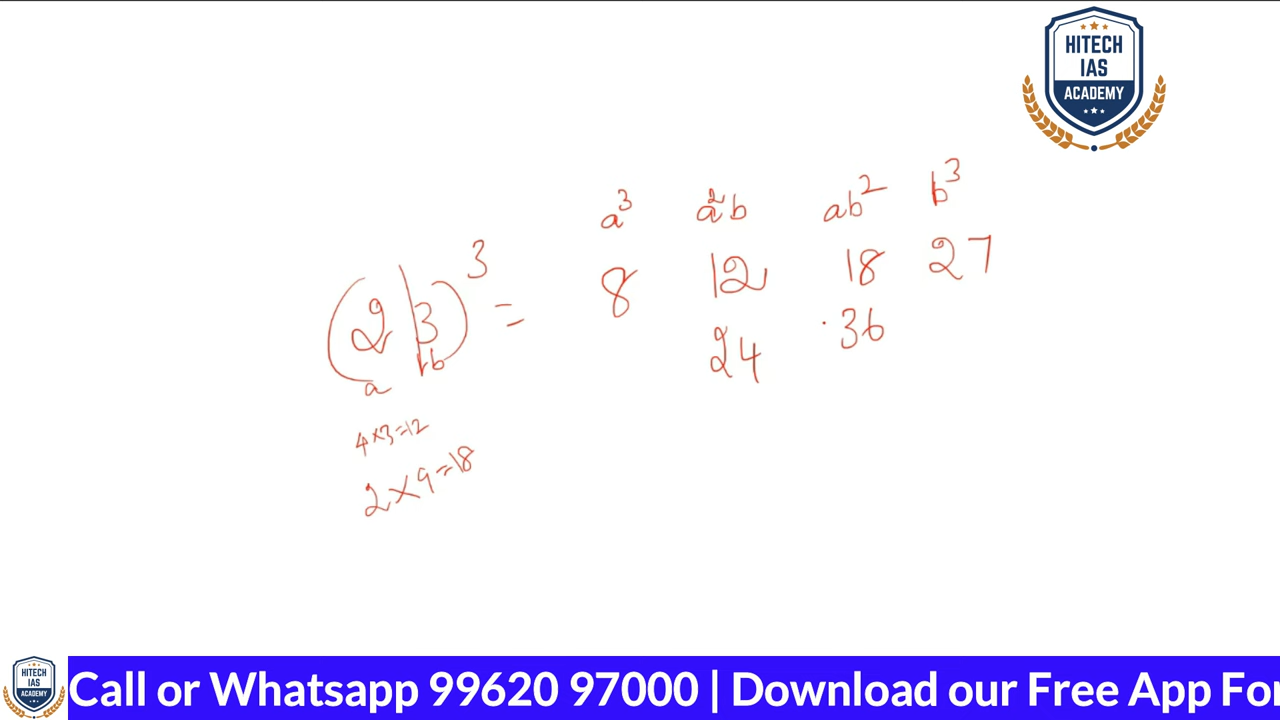 HITECH
IAS
ACADEMY
a³ a²b ab² b³
(2|3)³ = 8 12 18 27
a b
24 36
4×3=12
2×9=18
HITECH
IAS
ACADEMY
Call or Whatsapp 99620 97000 | Download our Free App For